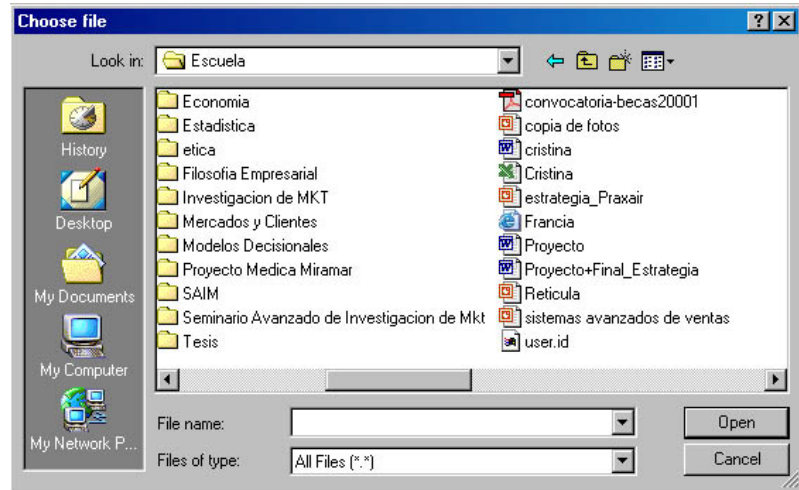 Choose file
Look in: Escuela
History
Desktop
My Documents
My Computer
My Network P...
Economia
Estadistica
etica
Filosofia Empresarial
Investigacion de MKT
Mercados y Clientes
Modelos Decisionales
Proyecto Medica Miramar
SAIM
Seminario Avanzado de Investigacion de Mkt
Tesis
convocatoria-becas20001
copia de fotos
cristina
Cristina
estrategia_Praxair
Francia
Proyecto
Proyecto+Final_Estrategia
Reticula
sistemas avanzados de ventas
user.id
File name:
Open
Files of type: All Files (*.*)
Cancel